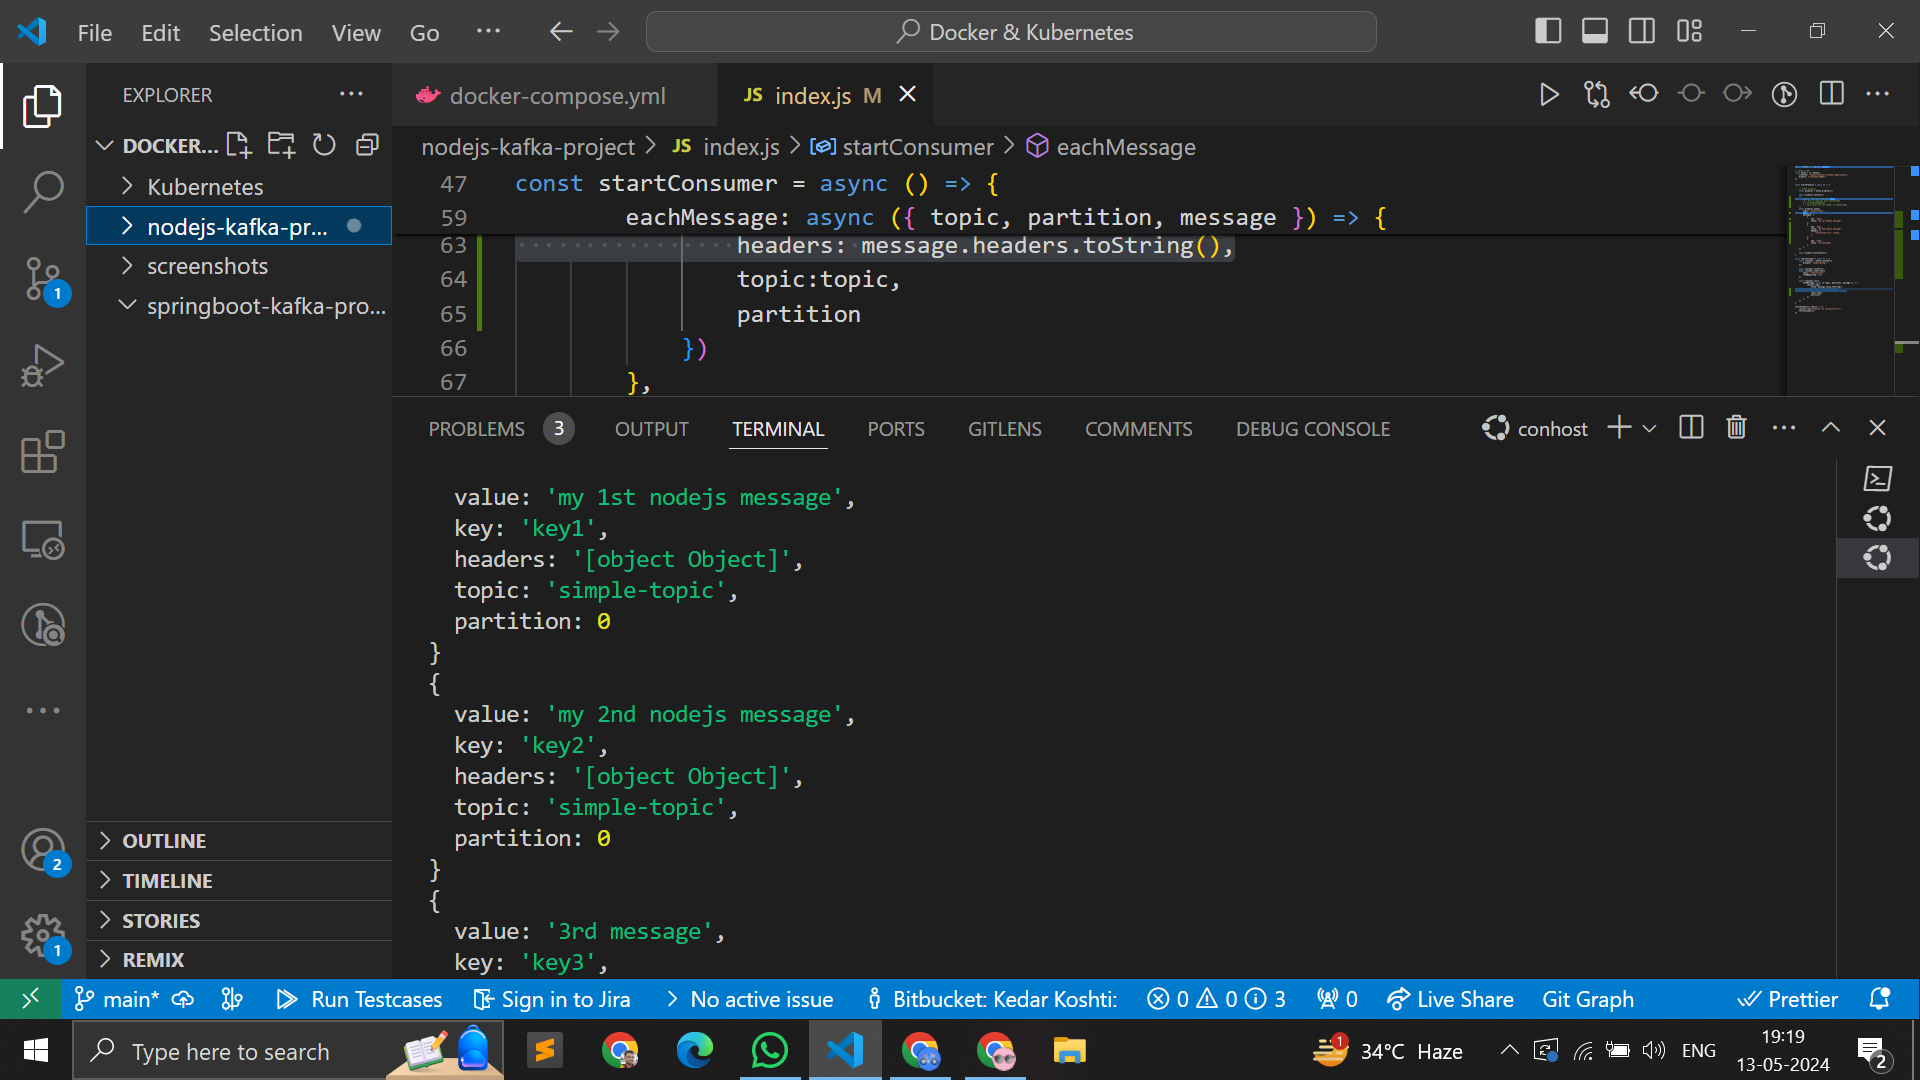 File Edit Selection View Go ··· Docker & Kubernetes
EXPLORER ···
DOCKER...
Kubernetes
nodejs-kafka-pr...
screenshots
springboot-kafka-pro...
OUTLINE
TIMELINE
STORIES
REMIX
1
2
1
docker-compose.yml JS index.js M
nodejs-kafka-project > JS index.js > startConsumer > eachMessage
47 const startConsumer = async () => {
59 eachMessage: async ({ topic, partition, message }) => {
63 headers: message.headers.toString(),
64 topic:topic,
65 partition
66 })
67 },
PROBLEMS 3 OUTPUT TERMINAL PORTS GITLENS COMMENTS DEBUG CONSOLE conhost
value: 'my 1st nodejs message',
key: 'key1',
headers: '[object Object]',
topic: 'simple-topic',
partition: 0
}
{
value: 'my 2nd nodejs message',
key: 'key2',
headers: '[object Object]',
topic: 'simple-topic',
partition: 0
}
{
value: '3rd message',
key: 'key3',
main* Run Testcases Sign in to Jira > No active issue Bitbucket: Kedar Koshti: 0 0 3 0 Live Share Git Graph Prettier
Type here to search 1 34°C Haze ENG 19:19
13-05-2024 2